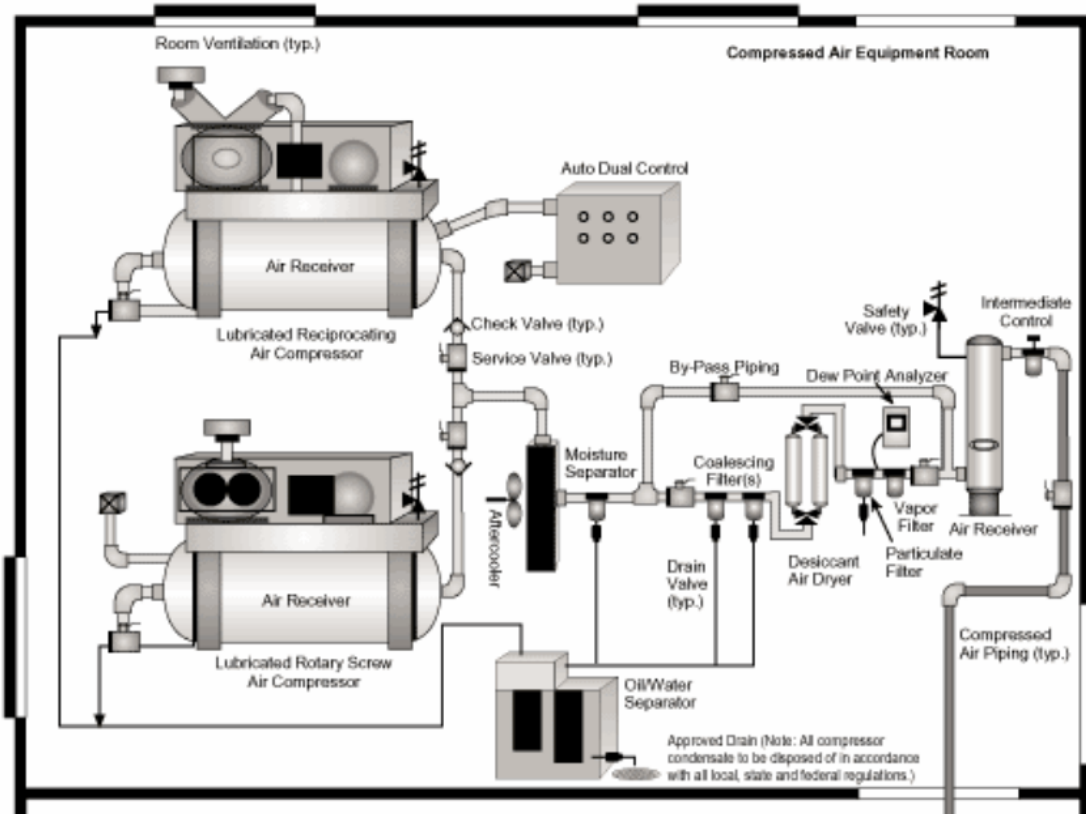 Room Ventilation (typ.)
Compressed Air Equipment Room
Auto Dual Control
Air Receiver
Lubricated Reciprocating
Air Compressor
Check Valve (typ.)
Service Valve (typ.)
Safety
Valve (typ.)
Intermediate
Control
By-Pass Piping
Dew Point Analyzer
Moisture
Separator
Coalescing
Filter(s)
Aftercooler
Vapor
Filter
Air Receiver
Drain
Valve
(typ.)
Desiccant
Air Dryer
Particulate
Filter
Air Receiver
Lubricated Rotary Screw
Air Compressor
Compressed
Air Piping (typ.)
Oil/Water
Separator
Approved Drain (Note: All compressor
condensate to be disposed of in accordance
with all local, state and federal regulations.)